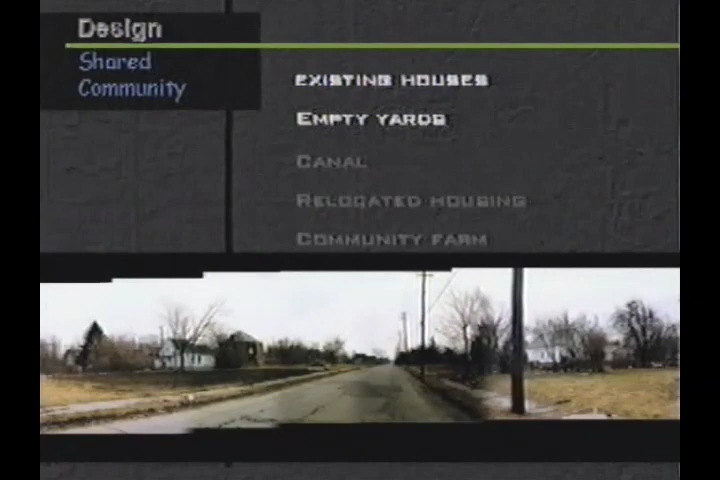 Design
Shared
Community
EXISTING HOUSES
EMPTY YARDS
CANAL
RELOCATED HOUSING
COMMUNITY FARM